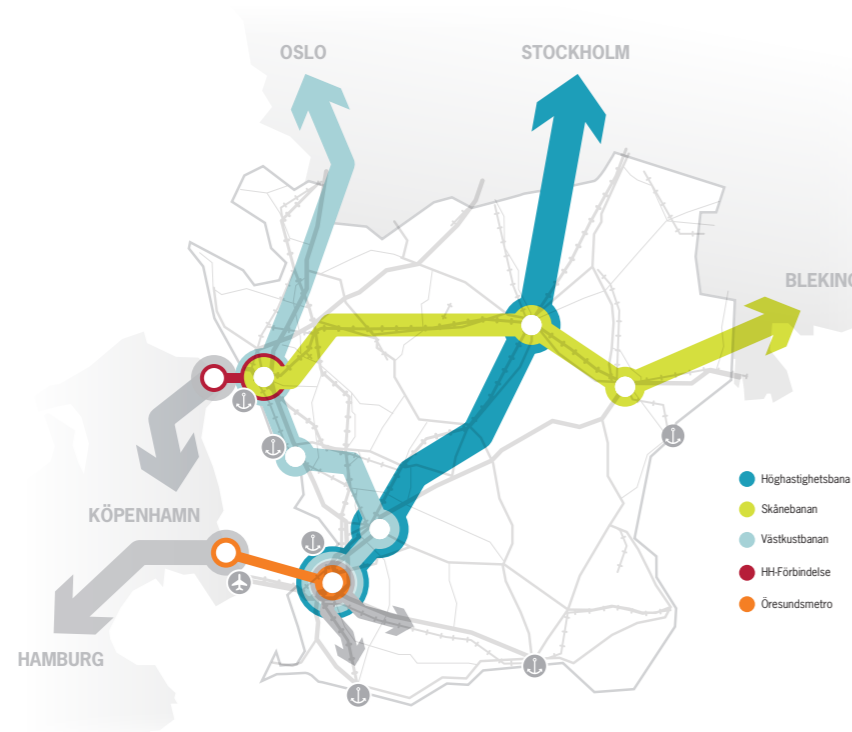 OSLO
STOCKHOLM
BLEKING
KÖPENHAMN
HAMBURG
Höghastighetsbana
Skånebanan
Västkustbanan
HH-Förbindelse
Öresundsmetro